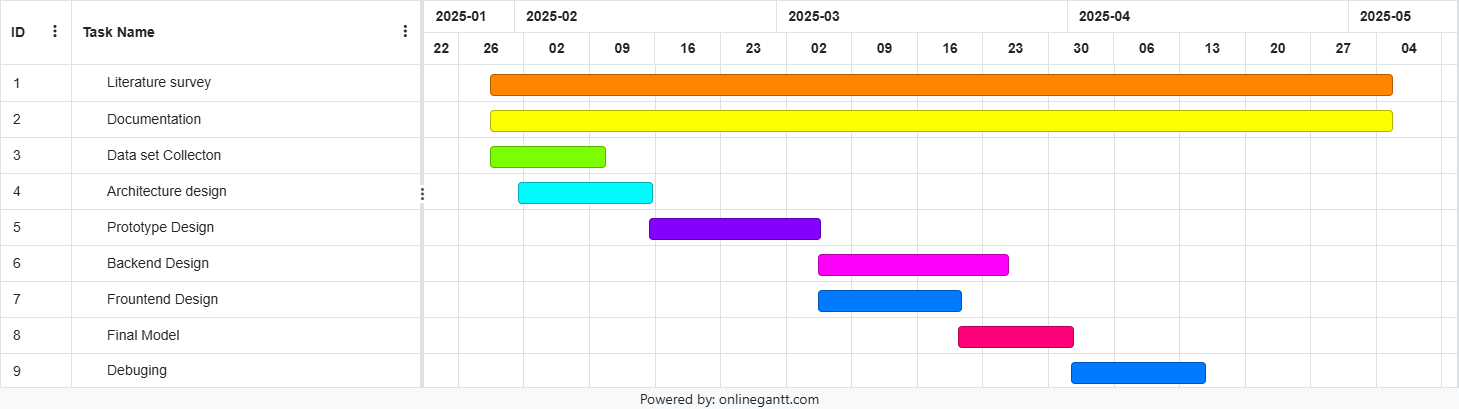 ID Task Name 2025-01 2025-02 2025-03 2025-04 2025-05
22 26 02 09 16 23 02 09 16 23 30 06 13 20 27 04
1 Literature survey
2 Documentation
3 Data set Collecton
4 Architecture design
5 Prototype Design
6 Backend Design
7 Frountend Design
8 Final Model
9 Debuging
Powered by: onlinegantt.com